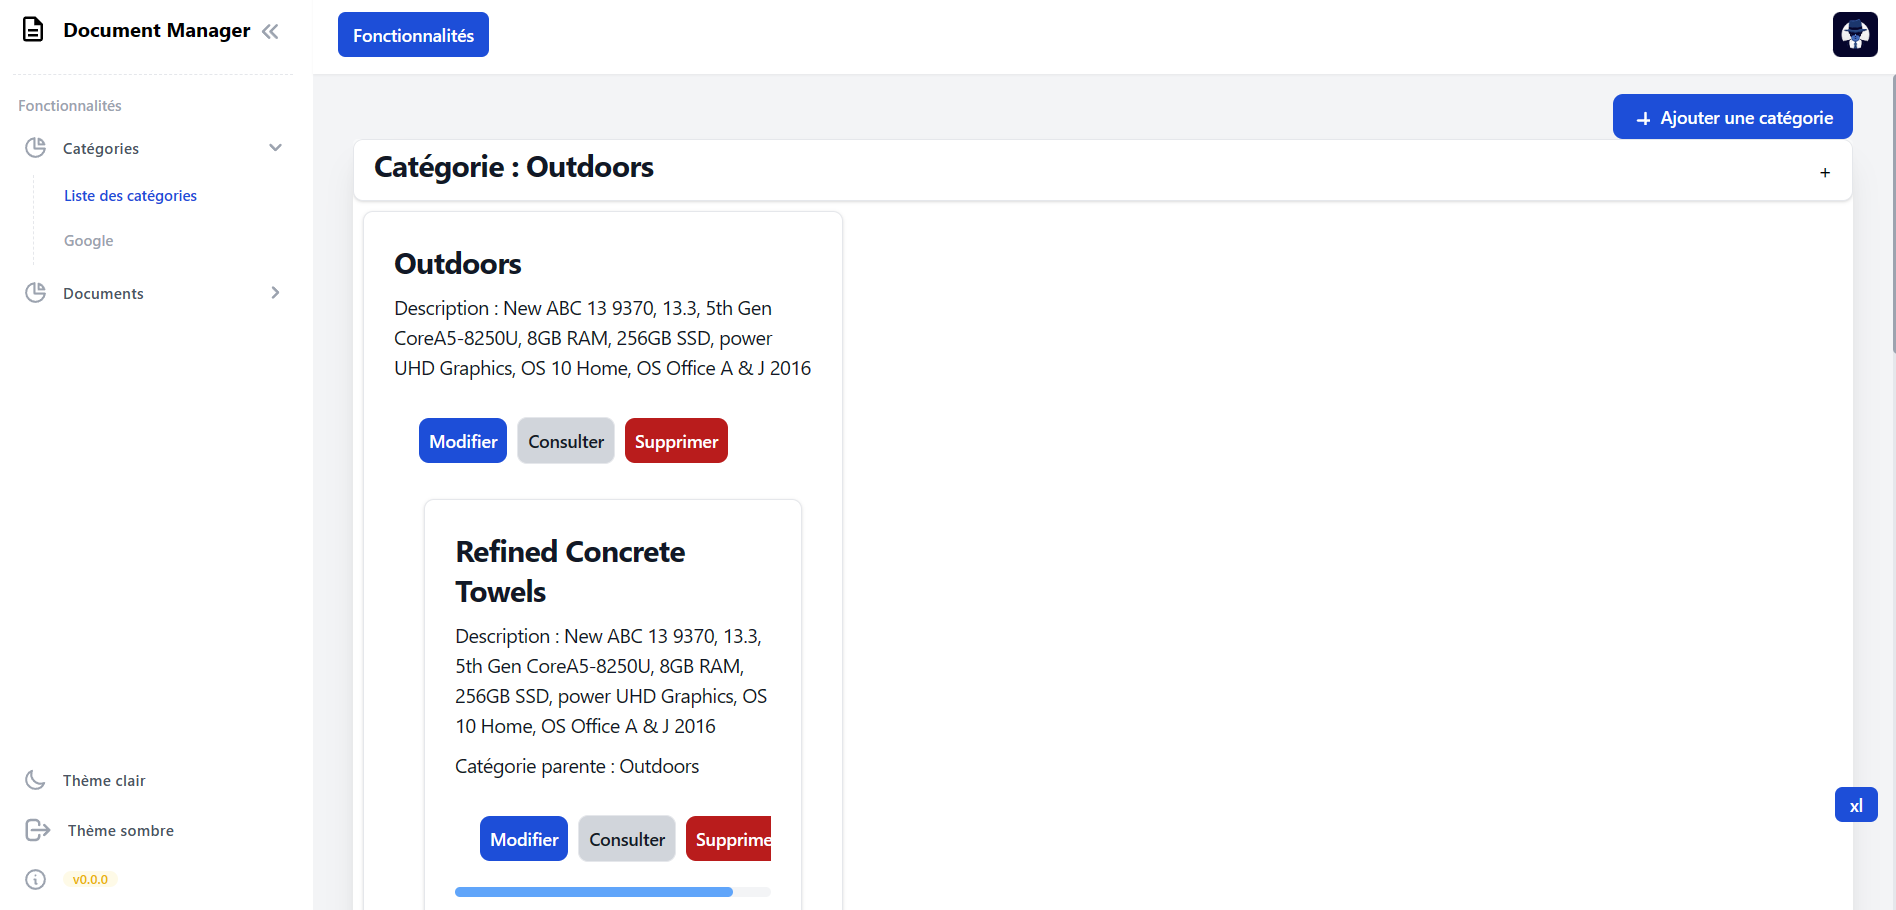 Document Manager
Fonctionnalités
Fonctionnalités
Catégories
Liste des catégories
Google
Documents
Thème clair
Thème sombre
v0.0.0
+ Ajouter une catégorie
Catégorie : Outdoors
+
Outdoors
Description : New ABC 13 9370, 13.3, 5th Gen
CoreA5-8250U, 8GB RAM, 256GB SSD, power
UHD Graphics, OS 10 Home, OS Office A & J 2016
Modifier
Consulter
Supprimer
Refined Concrete
Towels
Description : New ABC 13 9370, 13.3,
5th Gen CoreA5-8250U, 8GB RAM,
256GB SSD, power UHD Graphics, OS
10 Home, OS Office A & J 2016
Catégorie parente : Outdoors
Modifier
Consulter
Supprime
xl